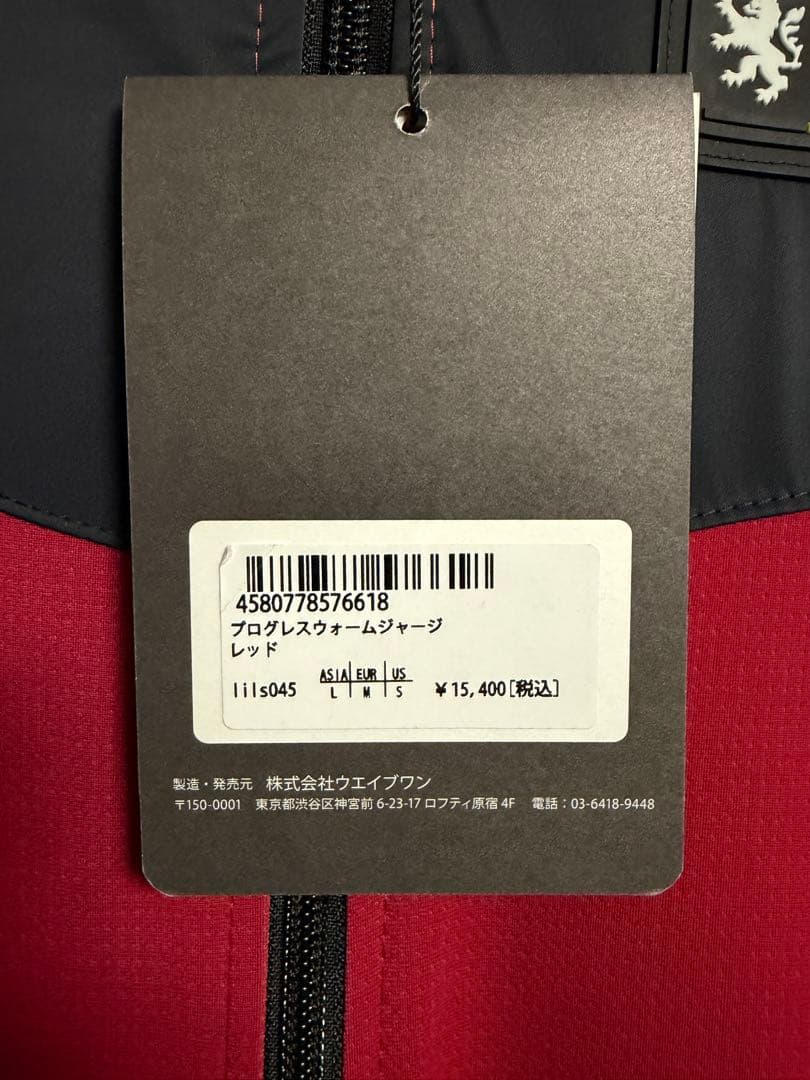 4580778576618
プログレスウォームジャージ
レッド
lils045 ASIA EUR US ¥15,400[税込]
L M S
製造・発売元 株式会社ウエイブワン
〒150-0001 東京都渋谷区神宮前 6-23-17 ロフティ原宿 4F 電話：03-6418-9448